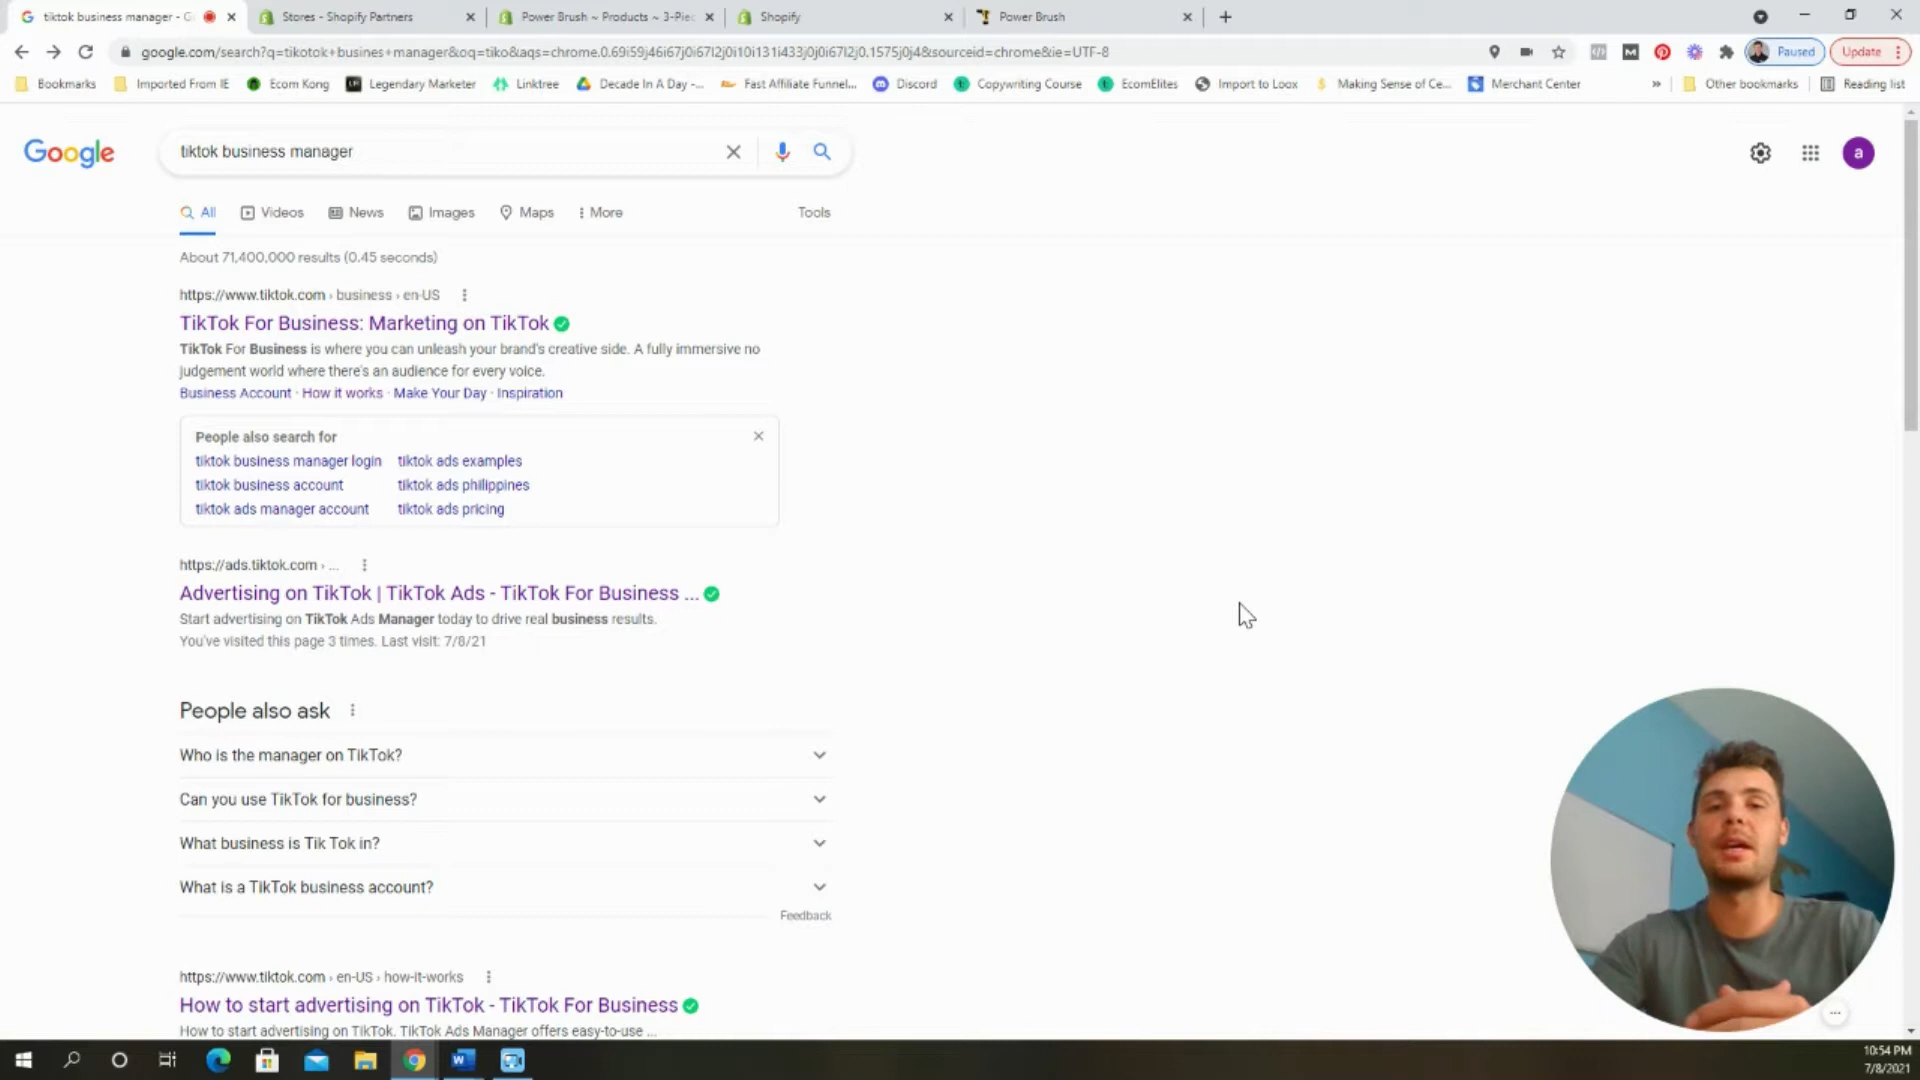 tiktok business manager - G
Stores - Shopify Partners
Power Brush ~ Products ~ 3-Piec
Shopify
Power Brush
google.com/search?q=tikotok+busines+manager&oq=tiko&aqs=chrome.0.69i59j46i67j0i67l2j0i10i131i433j0j0i67l2j0.1575j0j4&sourceid=chrome&ie=UTF-8
Paused
Update
Bookmarks
Imported From IE
Ecom Kong
Legendary Marketer
Linktree
Decade In A Day -...
Fast Affiliate Funnel...
Discord
Copywriting Course
EcomElites
Import to Loox
Making Sense of Ce...
Merchant Center
»
Other bookmarks
Reading list
Google
tiktok business manager
a
All
Videos
News
Images
Maps
More
Tools
About 71,400,000 results (0.45 seconds)
https://www.tiktok.com › business › en-US
TikTok For Business: Marketing on TikTok
TikTok For Business is where you can unleash your brand's creative side. A fully immersive no
judgement world where there's an audience for every voice.
Business Account · How it works · Make Your Day · Inspiration
People also search for
tiktok business manager login
tiktok ads examples
tiktok business account
tiktok ads philippines
tiktok ads manager account
tiktok ads pricing
https://ads.tiktok.com › ...
Advertising on TikTok | TikTok Ads - TikTok For Business ...
Start advertising on TikTok Ads Manager today to drive real business results.
You've visited this page 3 times. Last visit: 7/8/21
People also ask
Who is the manager on TikTok?
Can you use TikTok for business?
What business is Tik Tok in?
What is a TikTok business account?
Feedback
https://www.tiktok.com › en-US › how-it-works
How to start advertising on TikTok - TikTok For Business
How to start advertising on TikTok. TikTok Ads Manager offers easy-to-use ...
10:54 PM
7/8/2021